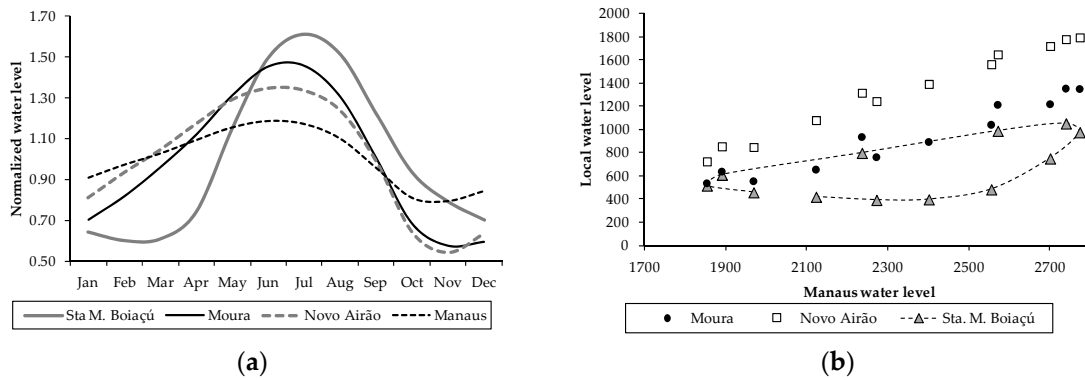 1.70
1.50
1.30
1.10
0.90
0.70
0.50
Normalized water level
Jan Feb Mar Apr May Jun Jul Aug Sep Oct Nov Dec
Sta M. Boiaçú Moura Novo Airão Manaus
(a)
2000
1800
1600
1400
1200
1000
800
600
400
200
0
Local water level
1700 1900 2100 2300 2500 2700
Manaus water level
Moura Novo Airão Sta. M. Boiaçú
(b)